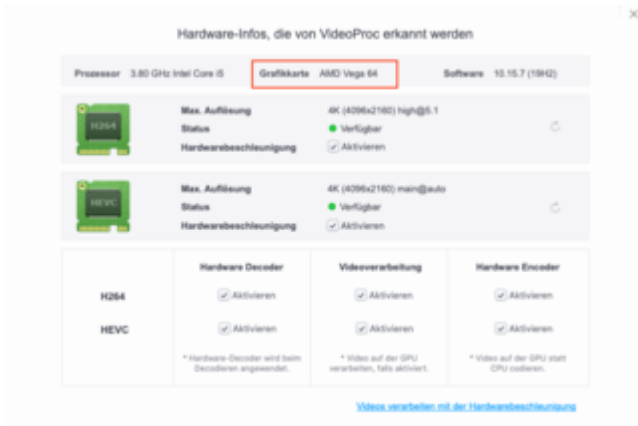 Hardware-Infos, die von VideoProc erkannt werden
Prozessor 3.80 GHz Intel Core i5 Grafikkarte AMD Vega 64 Software 10.15.7 (19H2)
H264
Max. Auflösung 4K (4096x2160) high@5.1
Status Verfügbar
Hardwarebeschleunigung Aktivieren
HEVC
Max. Auflösung 4K (4096x2160) main@auto
Status Verfügbar
Hardwarebeschleunigung Aktivieren
Hardware Decoder Videoverarbeitung Hardware Encoder
H264 Aktivieren Aktivieren Aktivieren
HEVC Aktivieren Aktivieren Aktivieren
* Hardware-Decoder wird beim * Video auf der GPU * Video auf der GPU statt
Decodieren angewendet. verarbeiten, falls aktiviert. CPU codieren.
Videos verarbeiten mit der Hardwarebeschleunigung